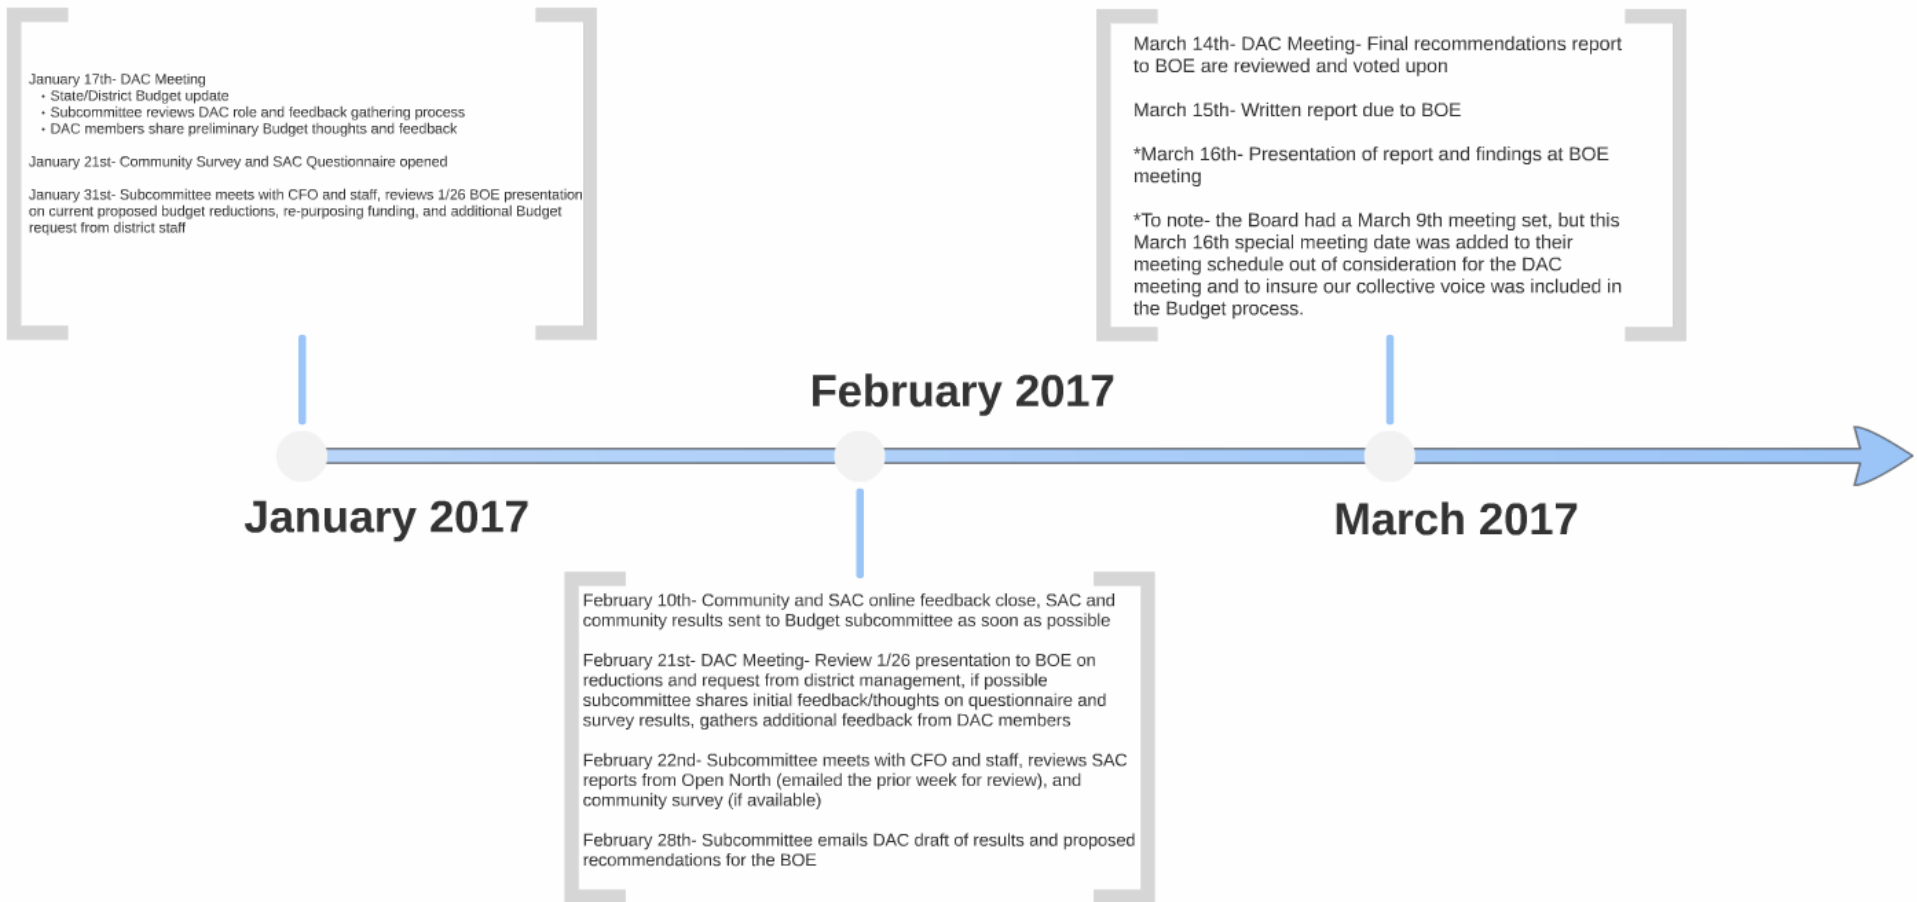 January 17th- DAC Meeting
• State/District Budget update
• Subcommittee reviews DAC role and feedback gathering process
• DAC members share preliminary Budget thoughts and feedback
January 21st- Community Survey and SAC Questionnaire opened
January 31st- Subcommittee meets with CFO and staff, reviews 1/26 BOE presentation
on current proposed budget reductions, re-purposing funding, and additional Budget
request from district staff
January 2017
February 2017
February 10th- Community and SAC online feedback close, SAC and
community results sent to Budget subcommittee as soon as possible
February 21st- DAC Meeting- Review 1/26 presentation to BOE on
reductions and request from district management, if possible
subcommittee shares initial feedback/thoughts on questionnaire and
survey results, gathers additional feedback from DAC members
February 22nd- Subcommittee meets with CFO and staff, reviews SAC
reports from Open North (emailed the prior week for review), and
community survey (if available)
February 28th- Subcommittee emails DAC draft of results and proposed
recommendations for the BOE
March 14th- DAC Meeting- Final recommendations report
to BOE are reviewed and voted upon
March 15th- Written report due to BOE
*March 16th- Presentation of report and findings at BOE
meeting
*To note- the Board had a March 9th meeting set, but this
March 16th special meeting date was added to their
meeting schedule out of consideration for the DAC
meeting and to insure our collective voice was included in
the Budget process.
March 2017